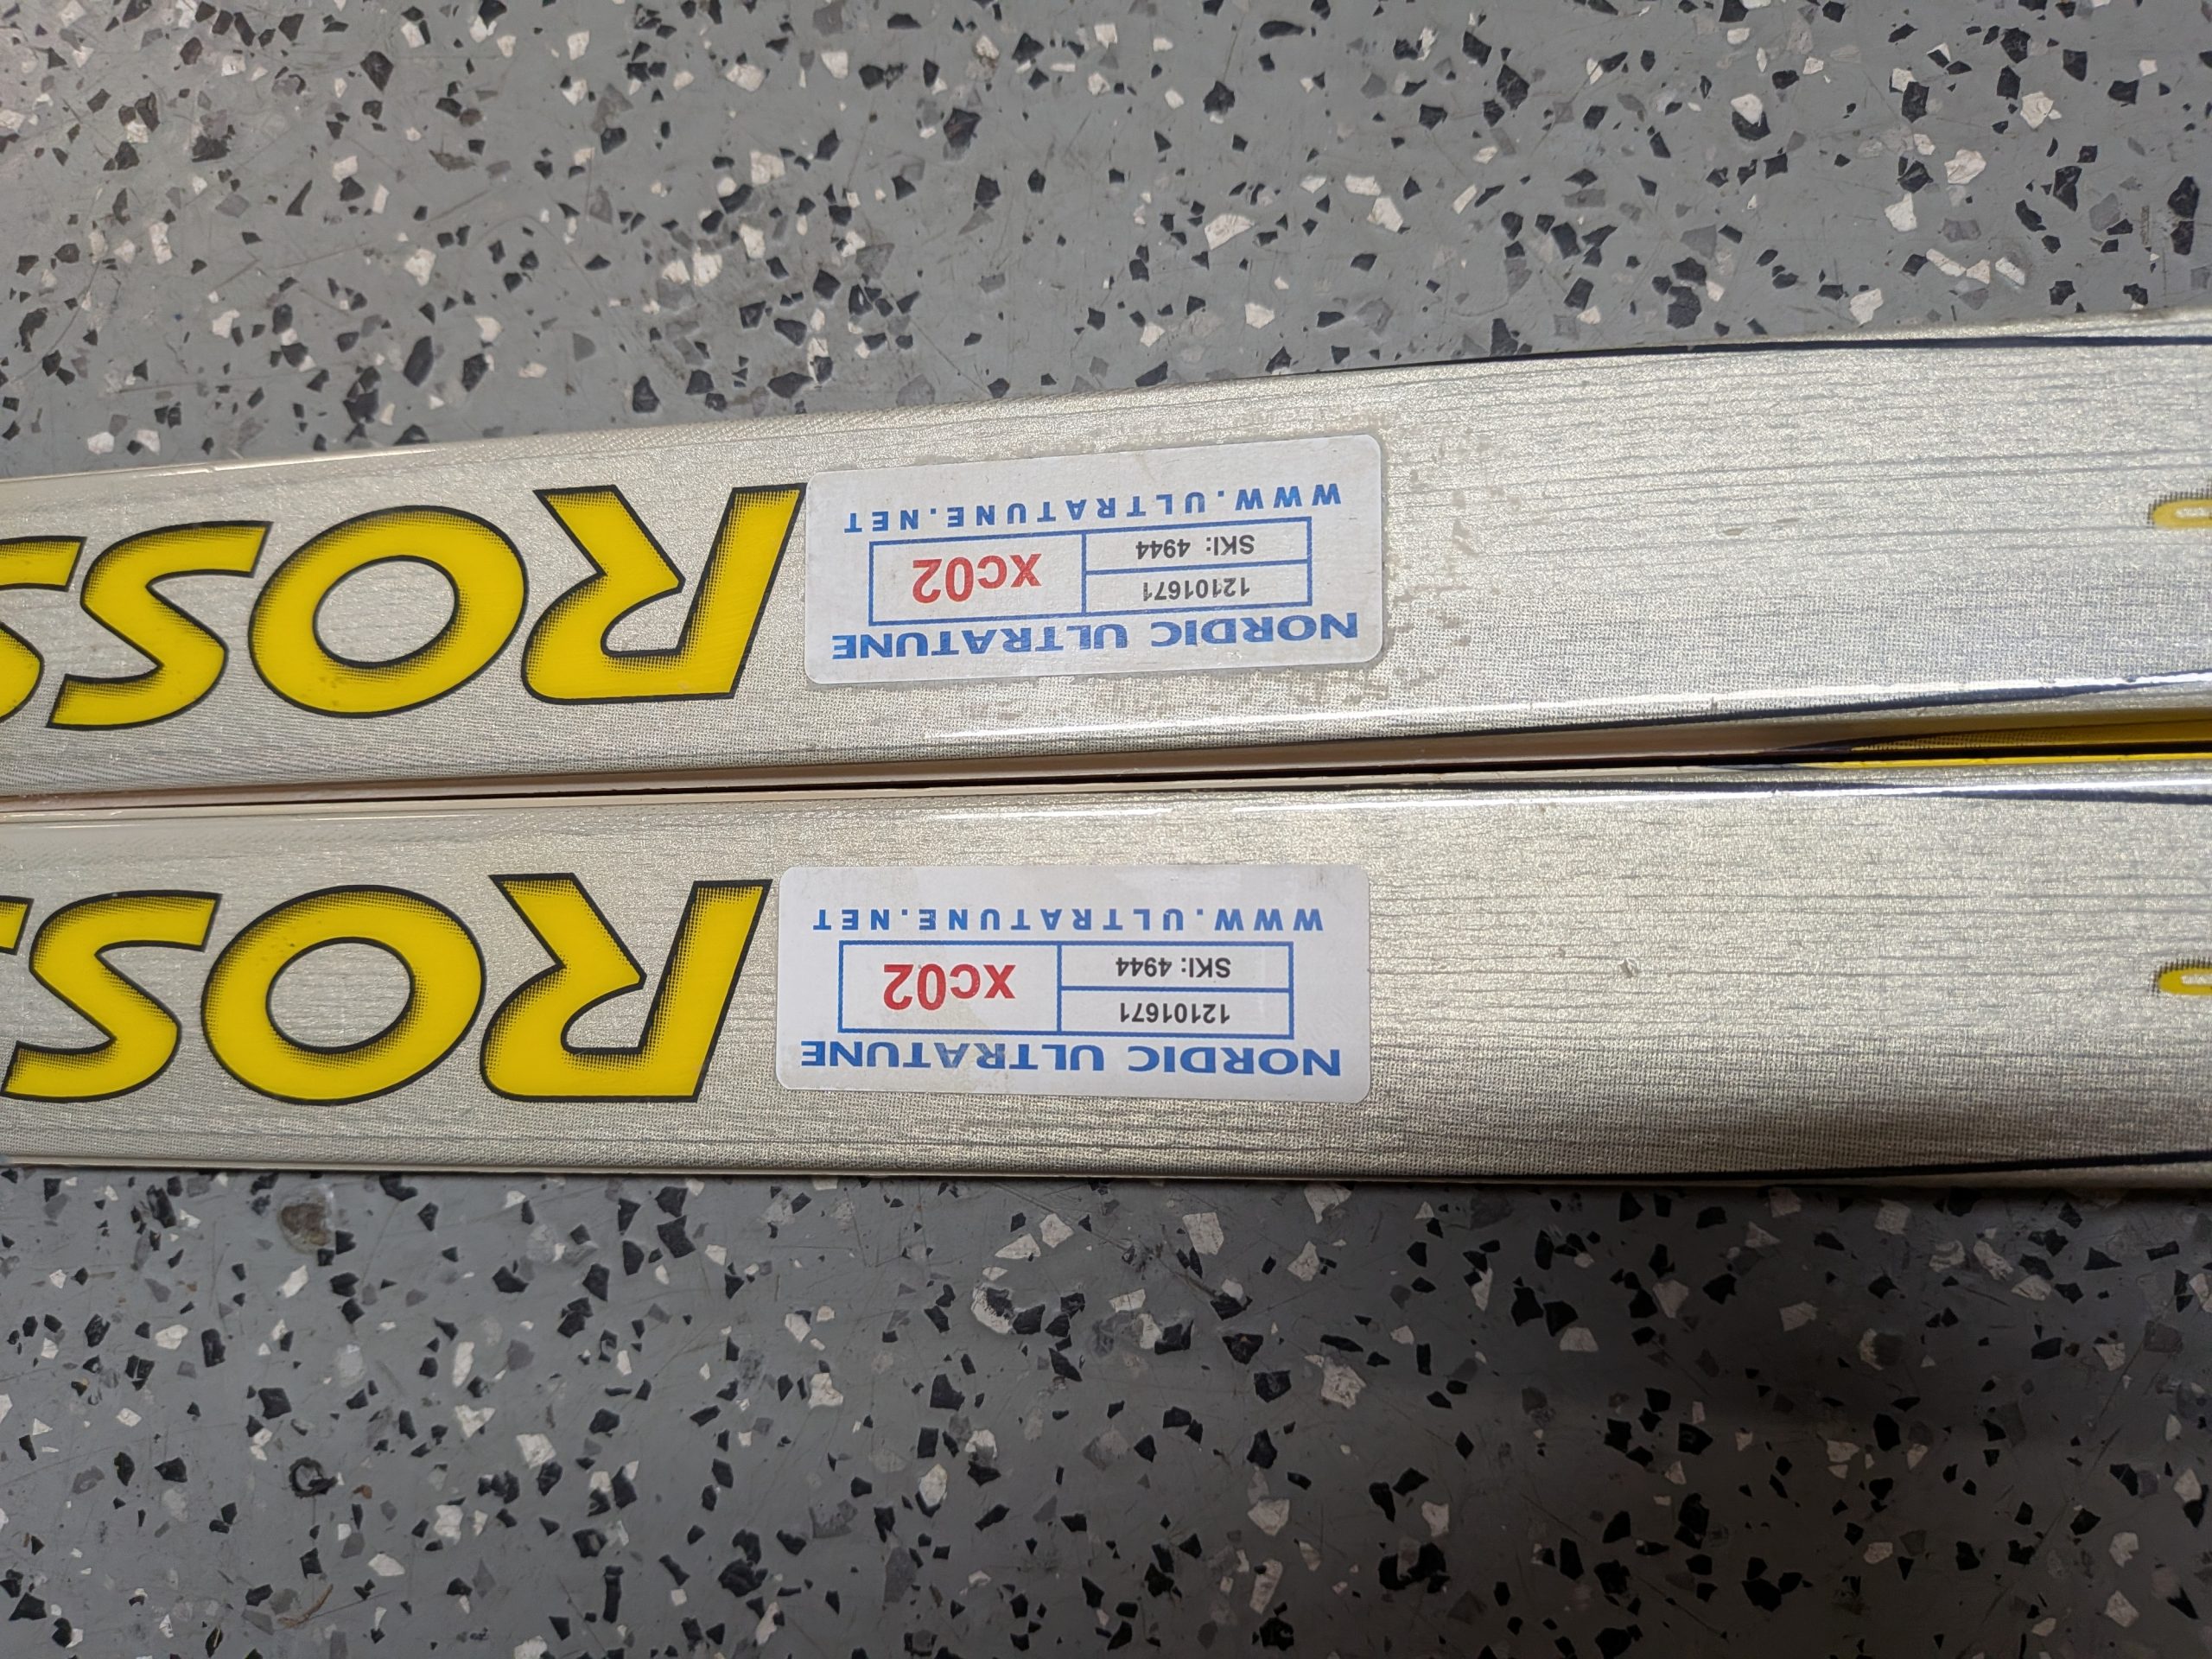 ROSS
NORDIC ULTRATUNE
12101671
SKI: 4944
xc02
WWW.ULTRATUNE.NET
ROS
NORDIC ULTRATUNE
12101671
SKI: 4944
xc02
WWW.ULTRATUNE.NET